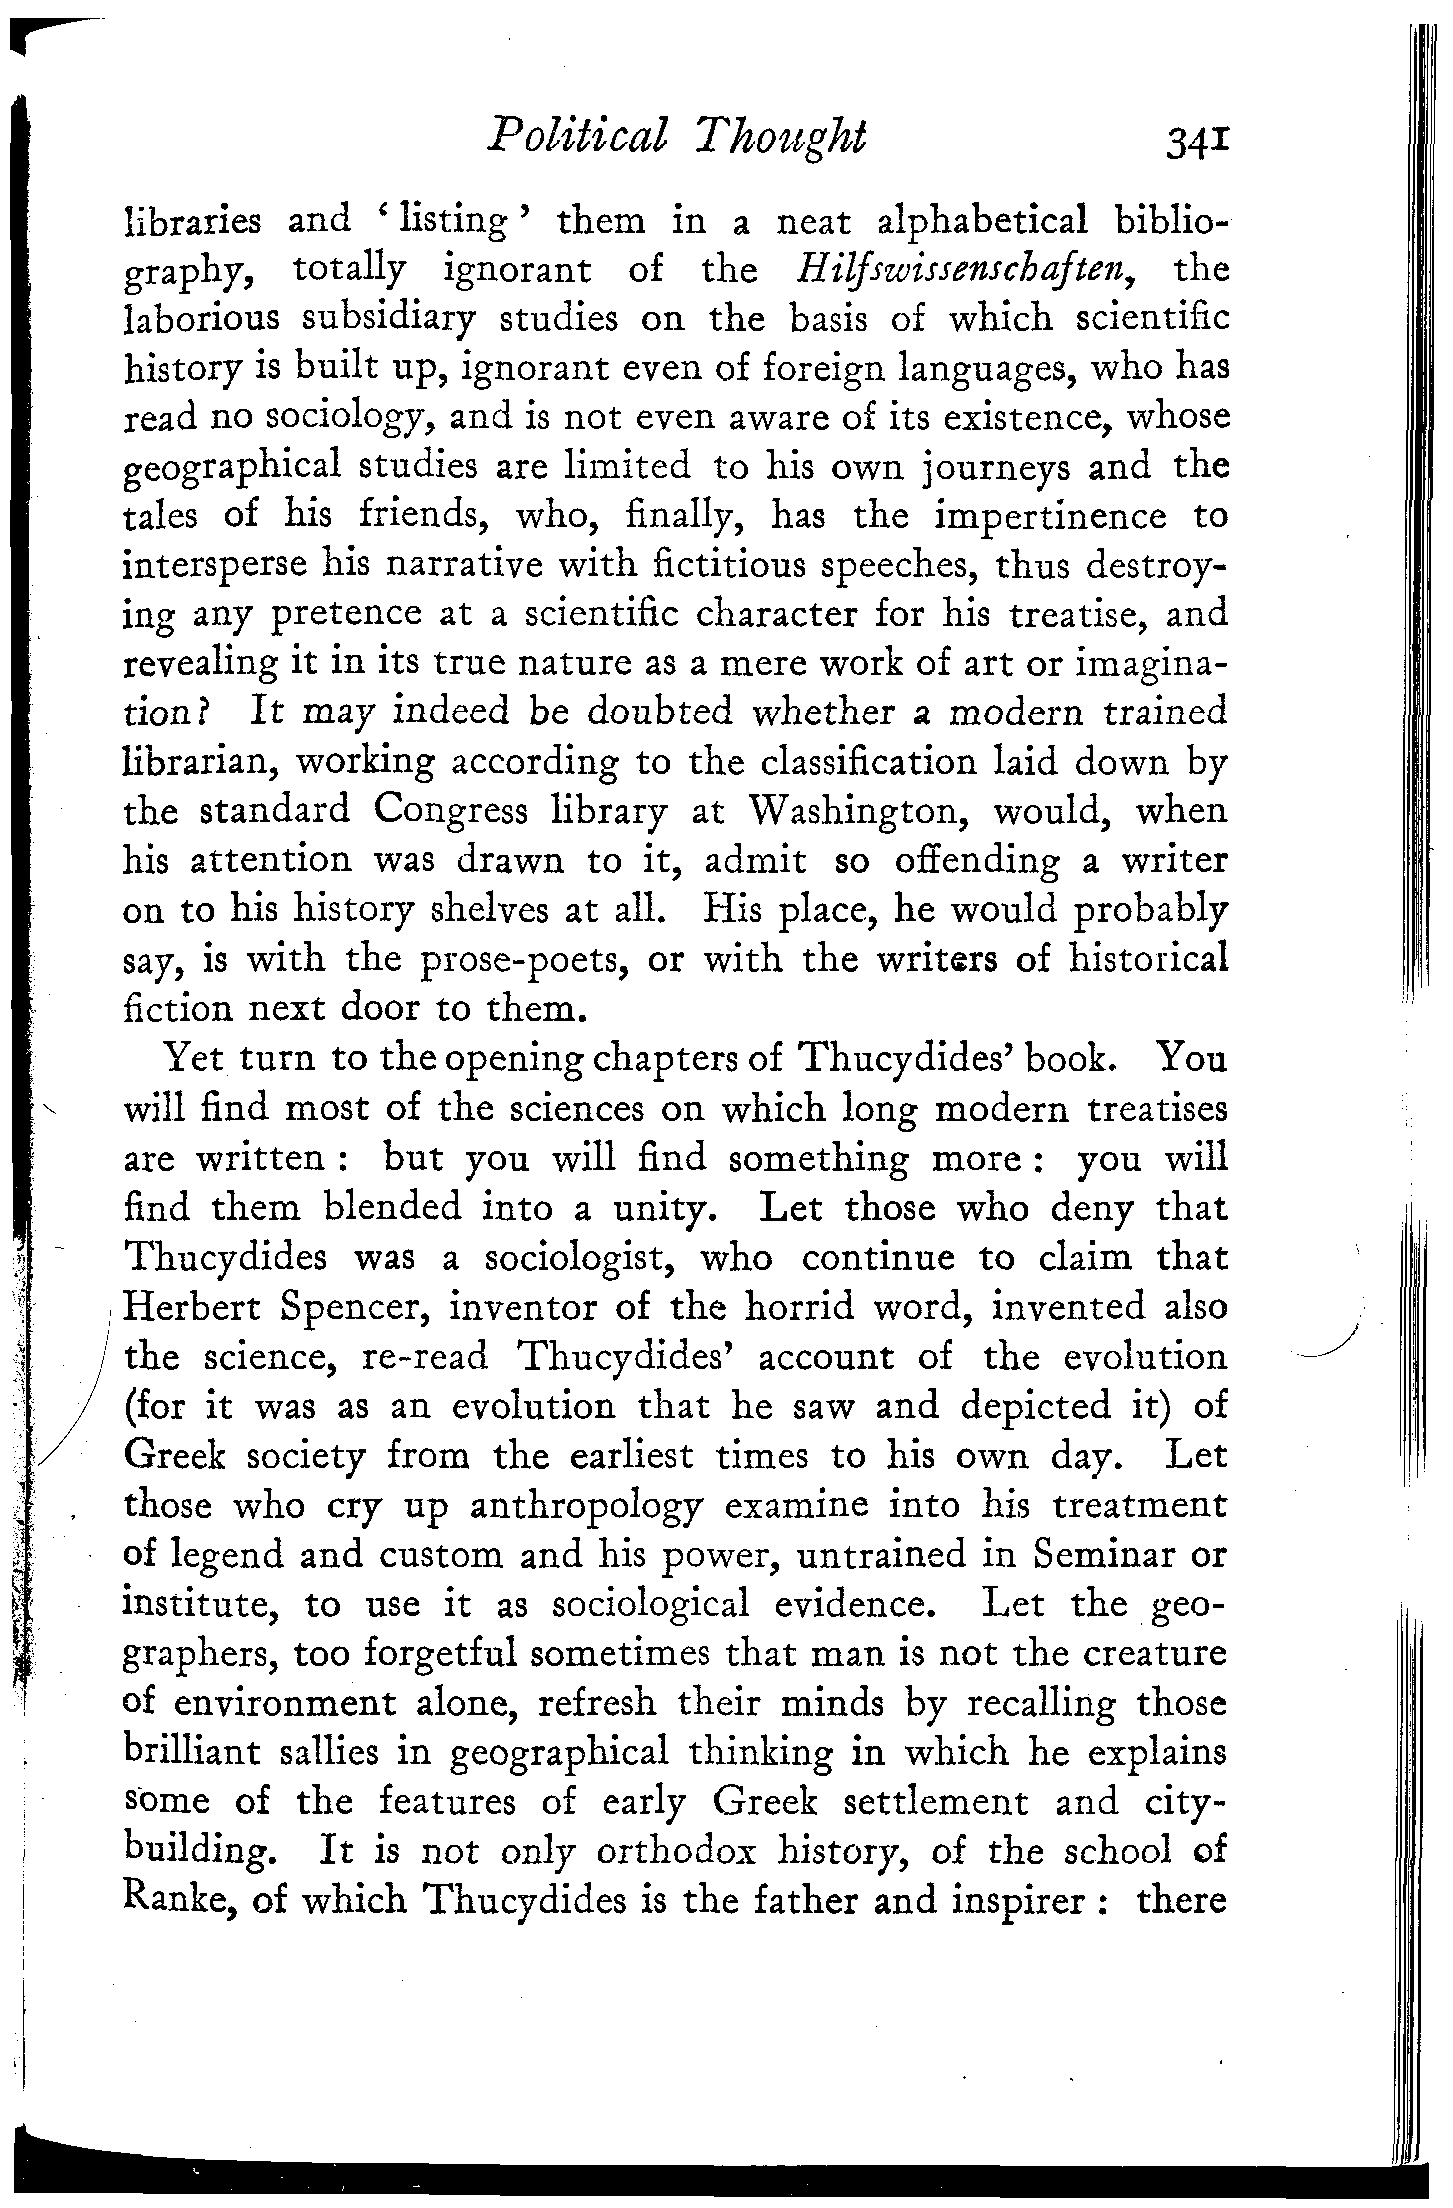 Political Thought 341
libraries and ‘ listing ’ them in a neat alphabetical biblio-
graphy, totally ignorant of the Hilfswissenschaften, the
laborious subsidiary studies on the basis of which scientific
history is built up, ignorant even of foreign languages, who has
read no sociology, and is not even aware of its existence, whose
geographical studies are limited to his own journeys and the
tales of his friends, who, finally, has the impertinence to
intersperse his narrative with fictitious speeches, thus destroy-
ing any pretence at a scientific character for his treatise, and
revealing it in its true nature as a mere work of art or imagina-
tion? It may indeed be doubted whether a modern trained
librarian, working according to the classification laid down by
the standard Congress library at Washington, would, when
his attention was drawn to it, admit so offending a writer
on to his history shelves at all. His place, he would probably
say, is with the prose-poets, or with the writers of historical
fiction next door to them.
Yet turn to the opening chapters of Thucydides’ book. You
will find most of the sciences on which long modern treatises
are written : but you will find something more : you will
find them blended into a unity. Let those who deny that
Thucydides was a sociologist, who continue to claim that
Herbert Spencer, inventor of the horrid word, invented also
the science, re-read Thucydides’ account of the evolution
(for it was as an evolution that he saw and depicted it) of
Greek society from the earliest times to his own day. Let
those who cry up anthropology examine into his treatment
of legend and custom and his power, untrained in Seminar or
institute, to use it as sociological evidence. Let the geo-
graphers, too forgetful sometimes that man is not the creature
of environment alone, refresh their minds by recalling those
brilliant sallies in geographical thinking in which he explains
some of the features of early Greek settlement and city-
building. It is not only orthodox history, of the school of
Ranke, of which Thucydides is the father and inspirer : there